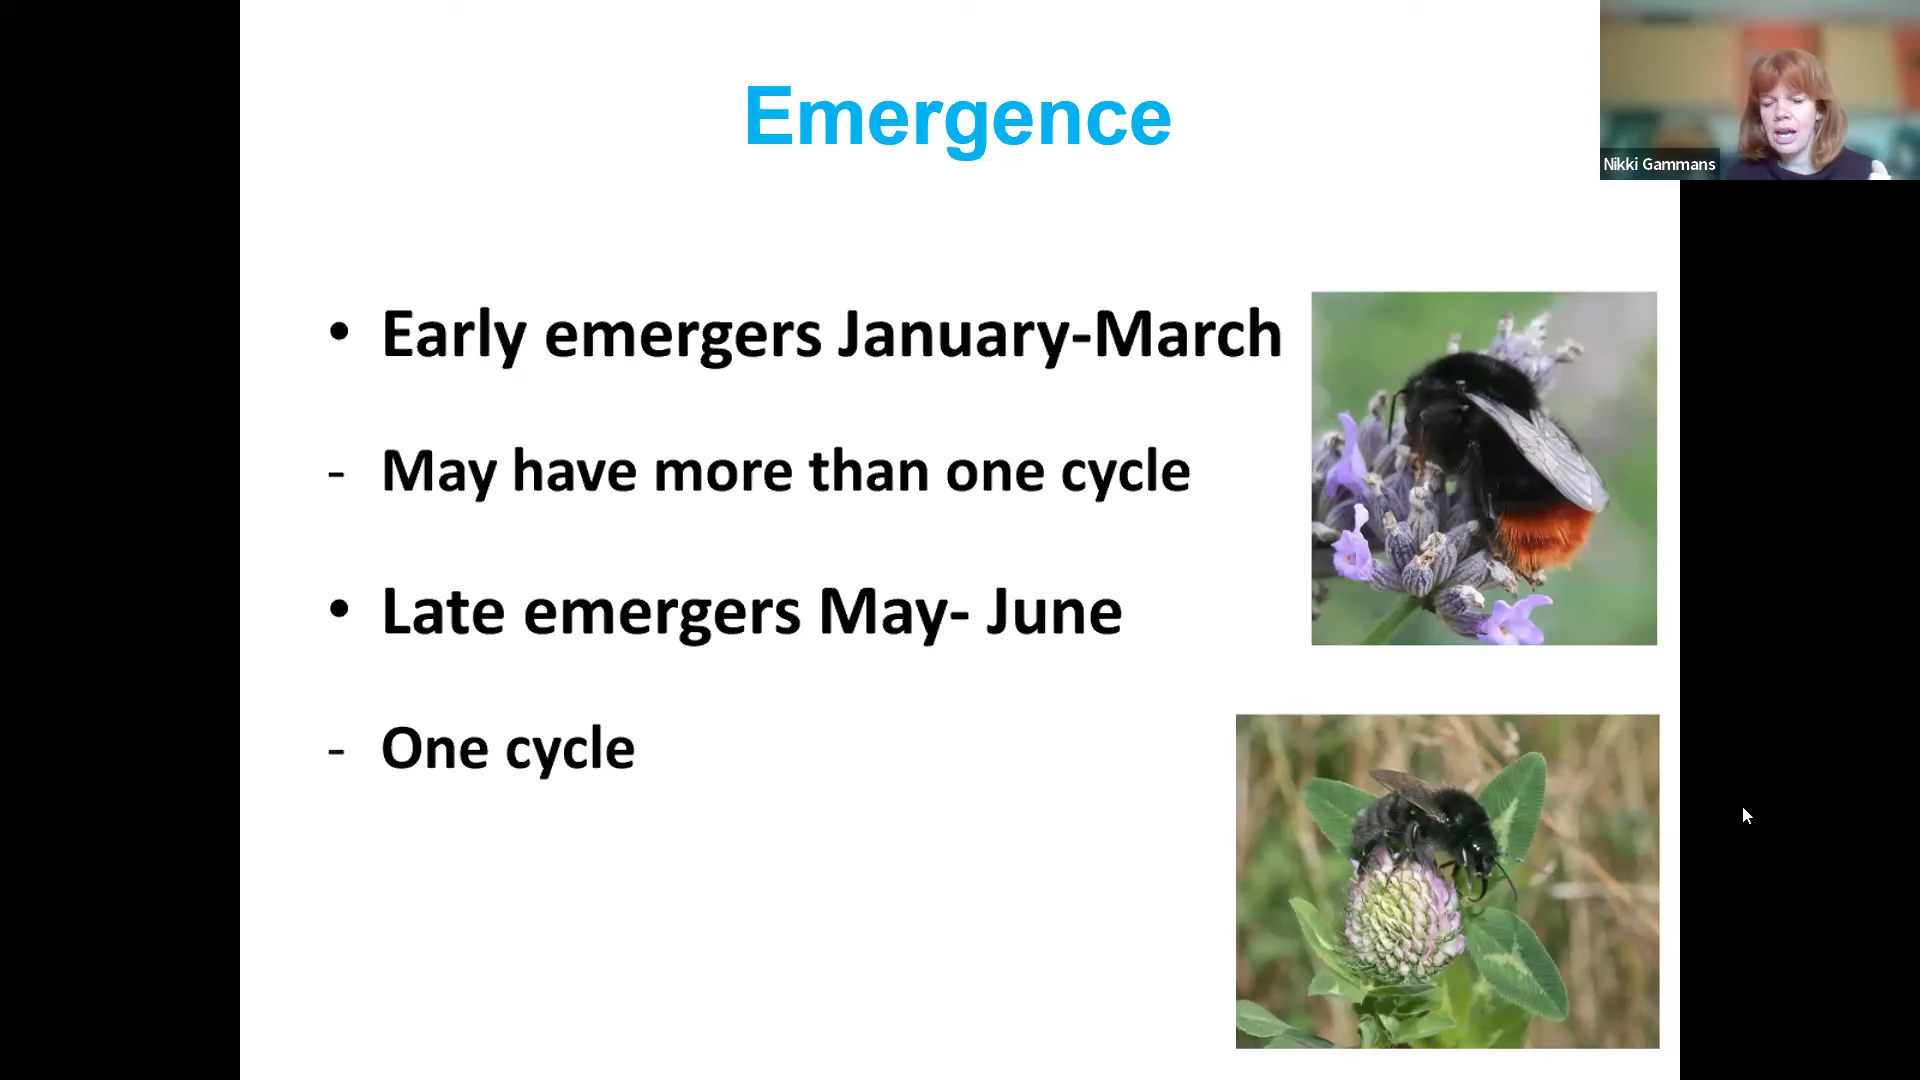 Emergence
Nikki Gammans
• Early emergers January-March
- May have more than one cycle
• Late emergers May- June
- One cycle